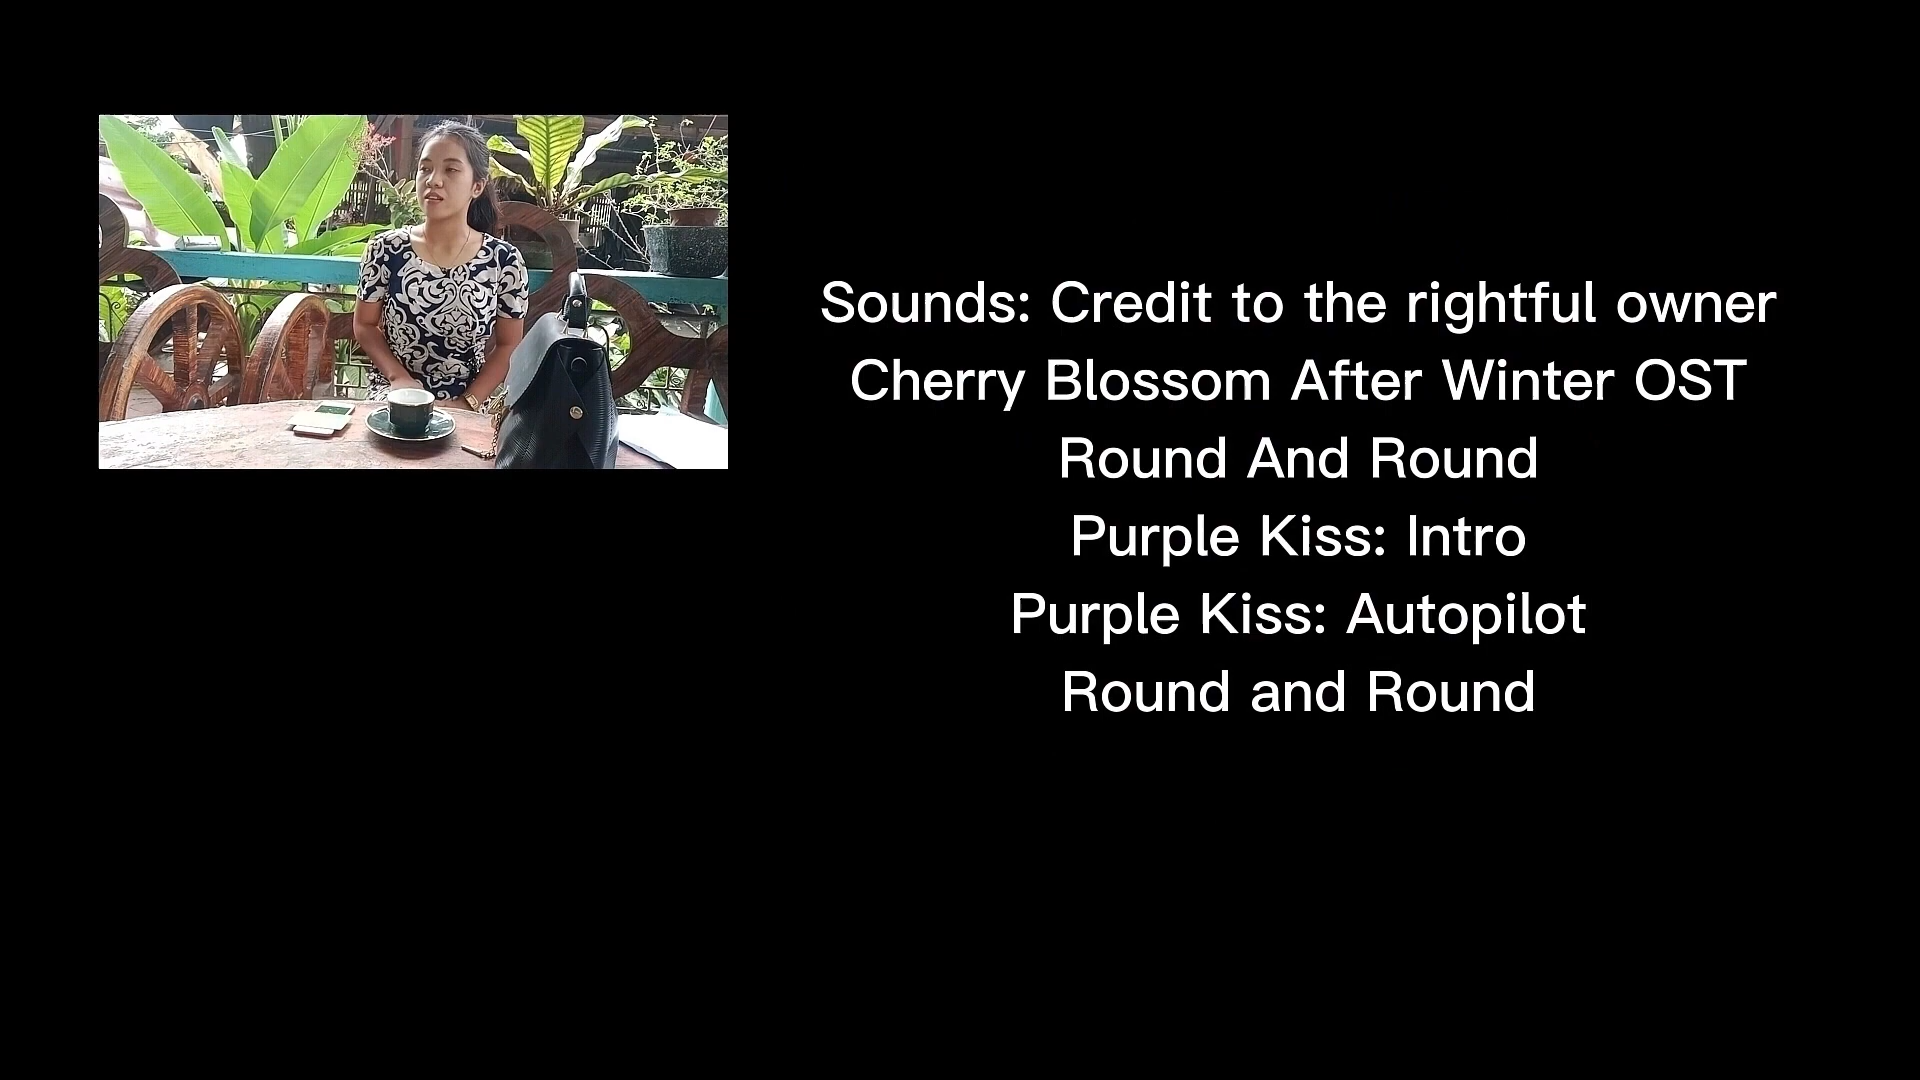 Sounds: Credit to the rightful owner
Cherry Blossom After Winter OST
Round And Round
Purple Kiss: Intro
Purple Kiss: Autopilot
Round and Round